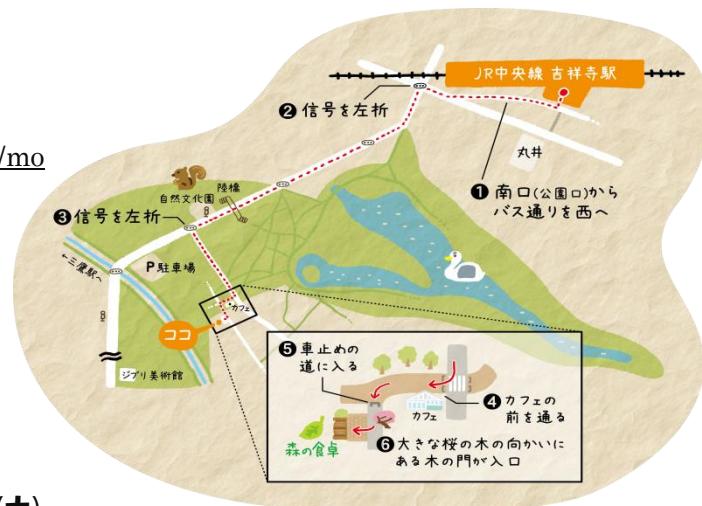 JR中央線 吉祥寺駅
❷信号を左折
丸井
/mo
❶南口(公園口)から
バス通りを西へ
陸橋
自然文化園
❸信号を左折
←三鷹駅へ
P駐車場
カフェ
ココ
ジブリ美術館
❺車止めの
道に入る
❹カフェの
前を通る
カフェ
森の食卓
❻大きな桜の木の向かいに
ある木の門が入口
(土)